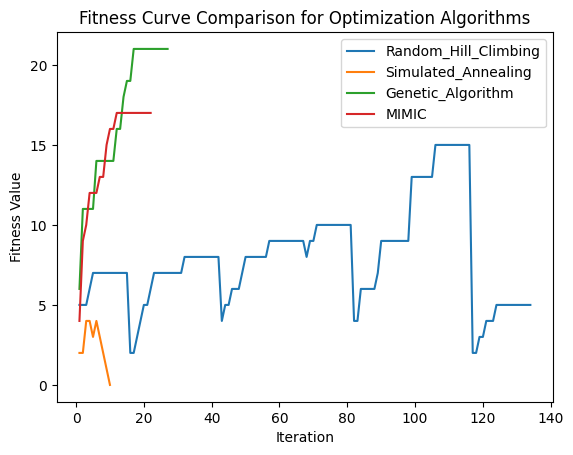 Fitness Curve Comparison for Optimization Algorithms
Random_Hill_Climbing
Simulated_Annealing
Genetic_Algorithm
MIMIC
Fitness Value
20
15
10
5
0
0 20 40 60 80 100 120 140
Iteration